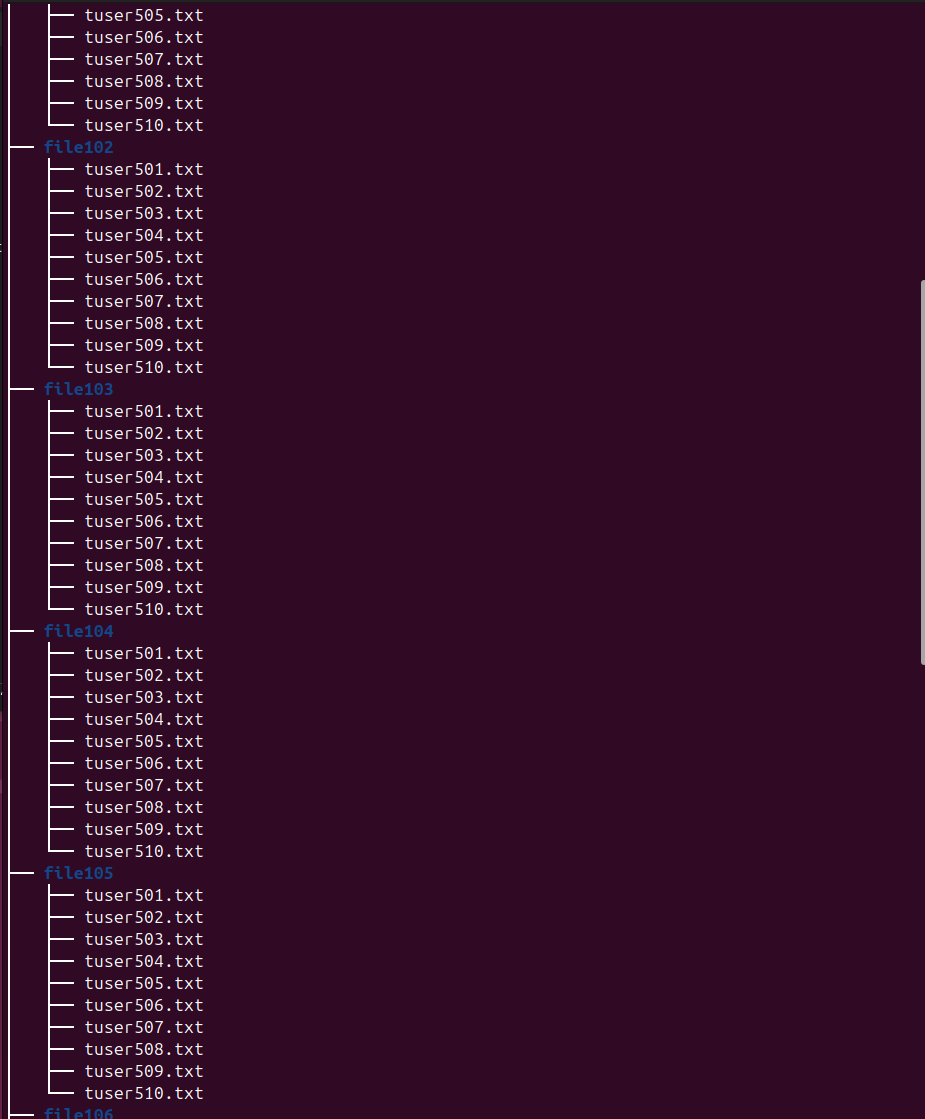 ├── tuser505.txt
├── tuser506.txt
├── tuser507.txt
├── tuser508.txt
├── tuser509.txt
└── tuser510.txt
├── file102
├── tuser501.txt
├── tuser502.txt
├── tuser503.txt
├── tuser504.txt
├── tuser505.txt
├── tuser506.txt
├── tuser507.txt
├── tuser508.txt
├── tuser509.txt
└── tuser510.txt
├── file103
├── tuser501.txt
├── tuser502.txt
├── tuser503.txt
├── tuser504.txt
├── tuser505.txt
├── tuser506.txt
├── tuser507.txt
├── tuser508.txt
├── tuser509.txt
└── tuser510.txt
├── file104
├── tuser501.txt
├── tuser502.txt
├── tuser503.txt
├── tuser504.txt
├── tuser505.txt
├── tuser506.txt
├── tuser507.txt
├── tuser508.txt
├── tuser509.txt
└── tuser510.txt
├── file105
├── tuser501.txt
├── tuser502.txt
├── tuser503.txt
├── tuser504.txt
├── tuser505.txt
├── tuser506.txt
├── tuser507.txt
├── tuser508.txt
├── tuser509.txt
└── tuser510.txt
├── file106